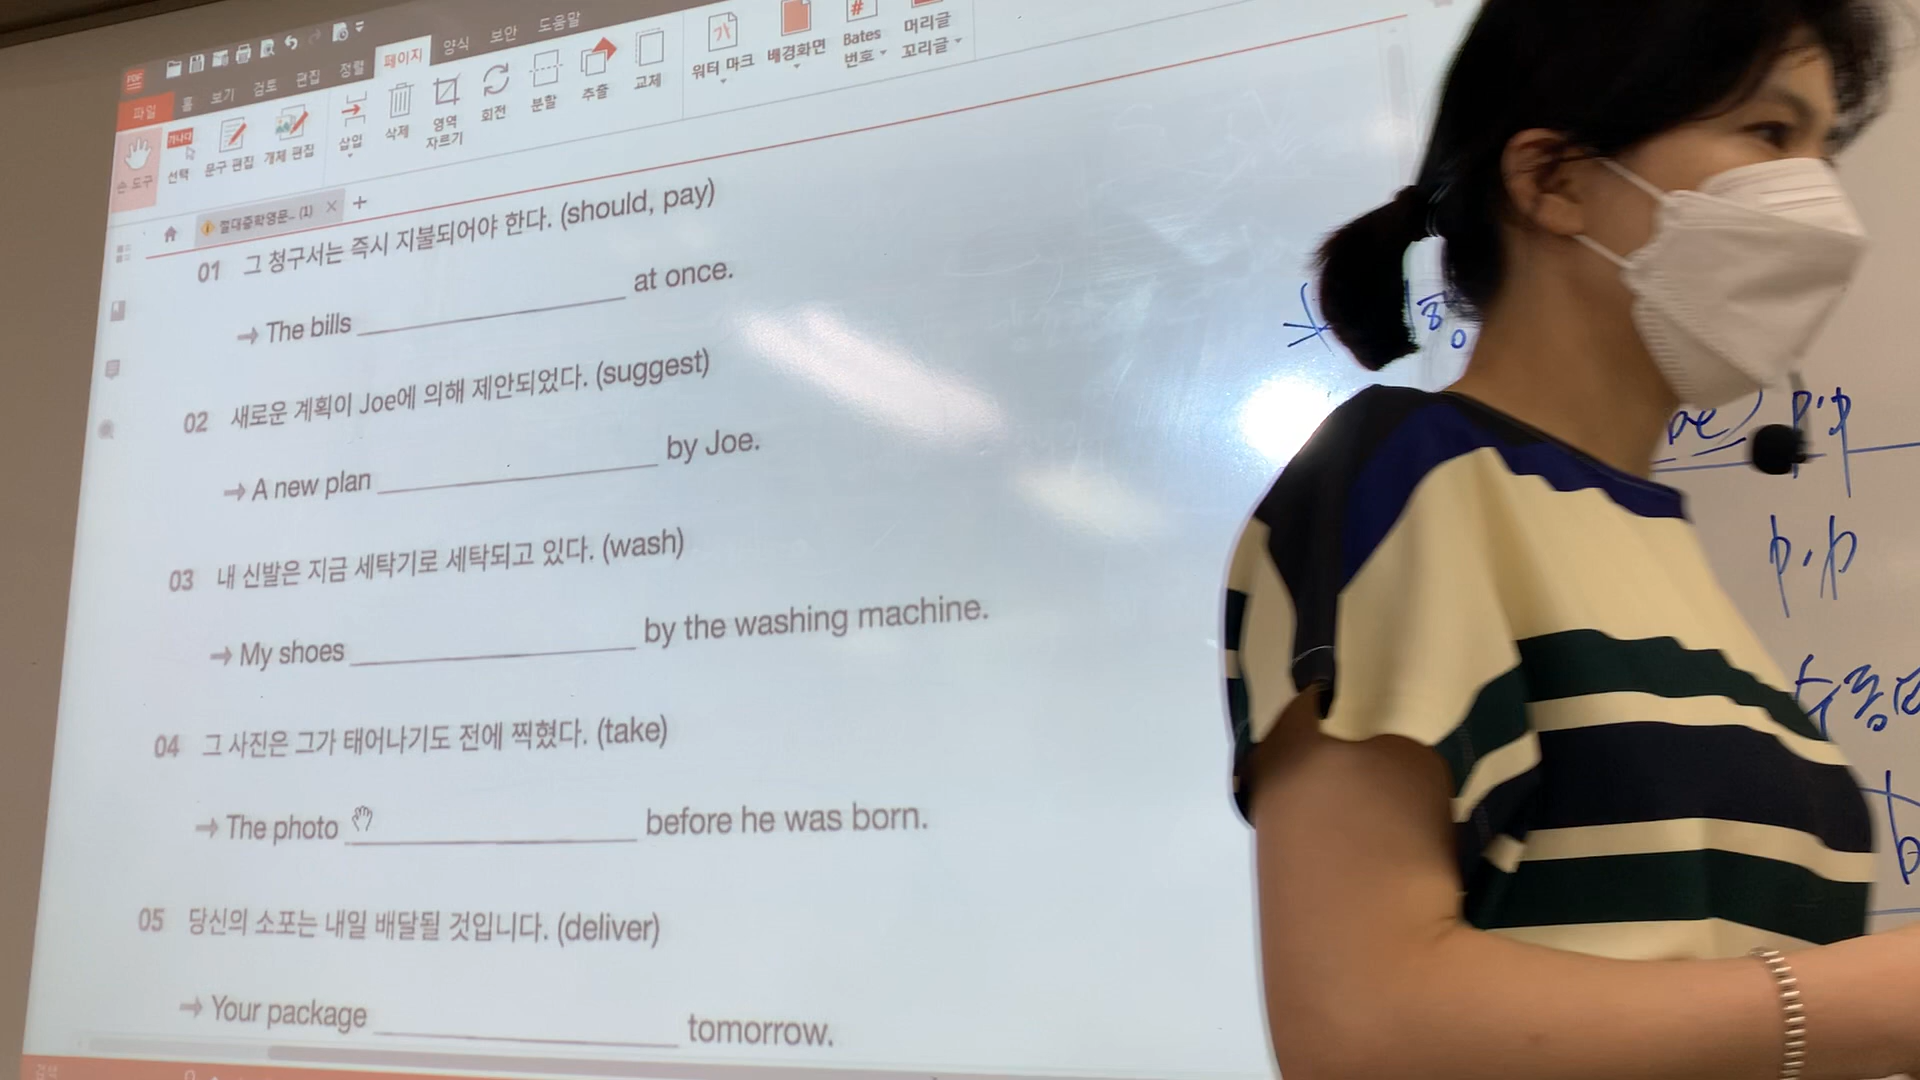 보안 도움말
파일 홈 보기 검토 편집 정렬 페이지 양식
손 도구 선택 문구 편집 개체 편집 삽입 삭제 영역 자르기 회전 분할 추출 교체 워터 마크 배경화면 Bates 번호 머리글 꼬리글
절대중학영문... (1)
01 그 청구서는 즉시 지불되어야 한다. (should, pay)
→ The bills at once.
02 새로운 계획이 Joe에 의해 제안되었다. (suggest)
→ A new plan by Joe.
03 내 신발은 지금 세탁기로 세탁되고 있다. (wash)
→ My shoes by the washing machine.
04 그 사진은 그가 태어나기도 전에 찍혔다. (take)
→ The photo before he was born.
05 당신의 소포는 내일 배달될 것입니다. (deliver)
→ Your package tomorrow.
p.p
p.p
수동
b